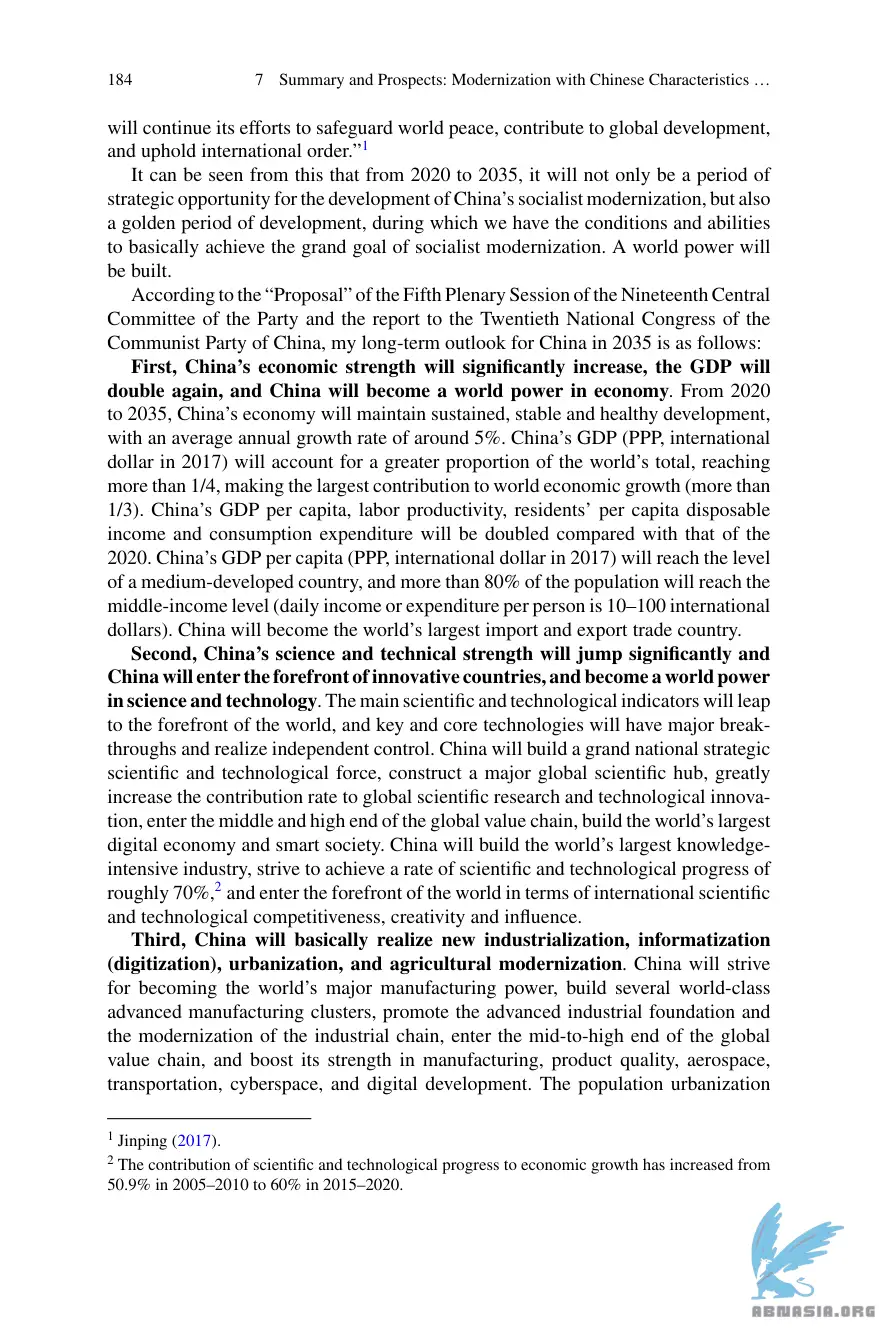 184 7 Summary and Prospects: Modernization with Chinese Characteristics …
will continue its efforts to safeguard world peace, contribute to global development,
and uphold international order.”1
It can be seen from this that from 2020 to 2035, it will not only be a period of
strategic opportunity for the development of China’s socialist modernization, but also
a golden period of development, during which we have the conditions and abilities
to basically achieve the grand goal of socialist modernization. A world power will
be built.
According to the “Proposal” of the Fifth Plenary Session of the Nineteenth Central
Committee of the Party and the report to the Twentieth National Congress of the
Communist Party of China, my long-term outlook for China in 2035 is as follows:
First, China’s economic strength will significantly increase, the GDP will
double again, and China will become a world power in economy. From 2020
to 2035, China’s economy will maintain sustained, stable and healthy development,
with an average annual growth rate of around 5%. China’s GDP (PPP, international
dollar in 2017) will account for a greater proportion of the world’s total, reaching
more than 1/4, making the largest contribution to world economic growth (more than
1/3). China’s GDP per capita, labor productivity, residents’ per capita disposable
income and consumption expenditure will be doubled compared with that of the
2020. China’s GDP per capita (PPP, international dollar in 2017) will reach the level
of a medium-developed country, and more than 80% of the population will reach the
middle-income level (daily income or expenditure per person is 10–100 international
dollars). China will become the world’s largest import and export trade country.
Second, China’s science and technical strength will jump significantly and
China will enter the forefront of innovative countries, and become a world power
in science and technology. The main scientific and technological indicators will leap
to the forefront of the world, and key and core technologies will have major break-
throughs and realize independent control. China will build a grand national strategic
scientific and technological force, construct a major global scientific hub, greatly
increase the contribution rate to global scientific research and technological innova-
tion, enter the middle and high end of the global value chain, build the world’s largest
digital economy and smart society. China will build the world’s largest knowledge-
intensive industry, strive to achieve a rate of scientific and technological progress of
roughly 70%,2 and enter the forefront of the world in terms of international scientific
and technological competitiveness, creativity and influence.
Third, China will basically realize new industrialization, informatization
(digitization), urbanization, and agricultural modernization. China will strive
for becoming the world’s major manufacturing power, build several world-class
advanced manufacturing clusters, promote the advanced industrial foundation and
the modernization of the industrial chain, enter the mid-to-high end of the global
value chain, and boost its strength in manufacturing, product quality, aerospace,
transportation, cyberspace, and digital development. The population urbanization
1 Jinping (2017).
2 The contribution of scientific and technological progress to economic growth has increased from
50.9% in 2005–2010 to 60% in 2015–2020.
ABNASIA.ORG